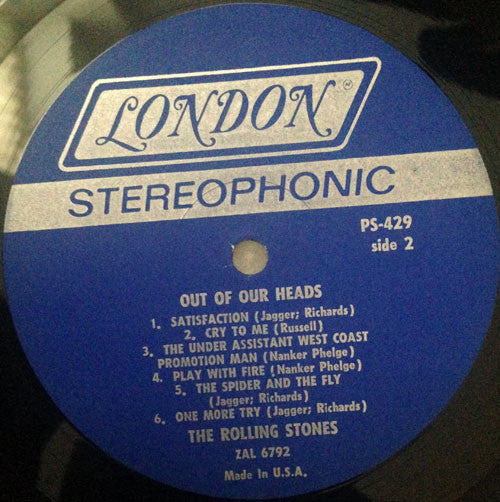 LONDON
STEREOPHONIC
PS-429
side 2
OUT OF OUR HEADS
1. SATISFACTION (Jagger; Richards)
2. CRY TO ME (Russell)
3. THE UNDER ASSISTANT WEST COAST
PROMOTION MAN (Nanker Phelge)
4. PLAY WITH FIRE (Nanker Phelge)
5. THE SPIDER AND THE FLY
(Jagger; Richards)
6. ONE MORE TRY (Jagger; Richards)
THE ROLLING STONES
ZAL 6792
Made In U.S.A.